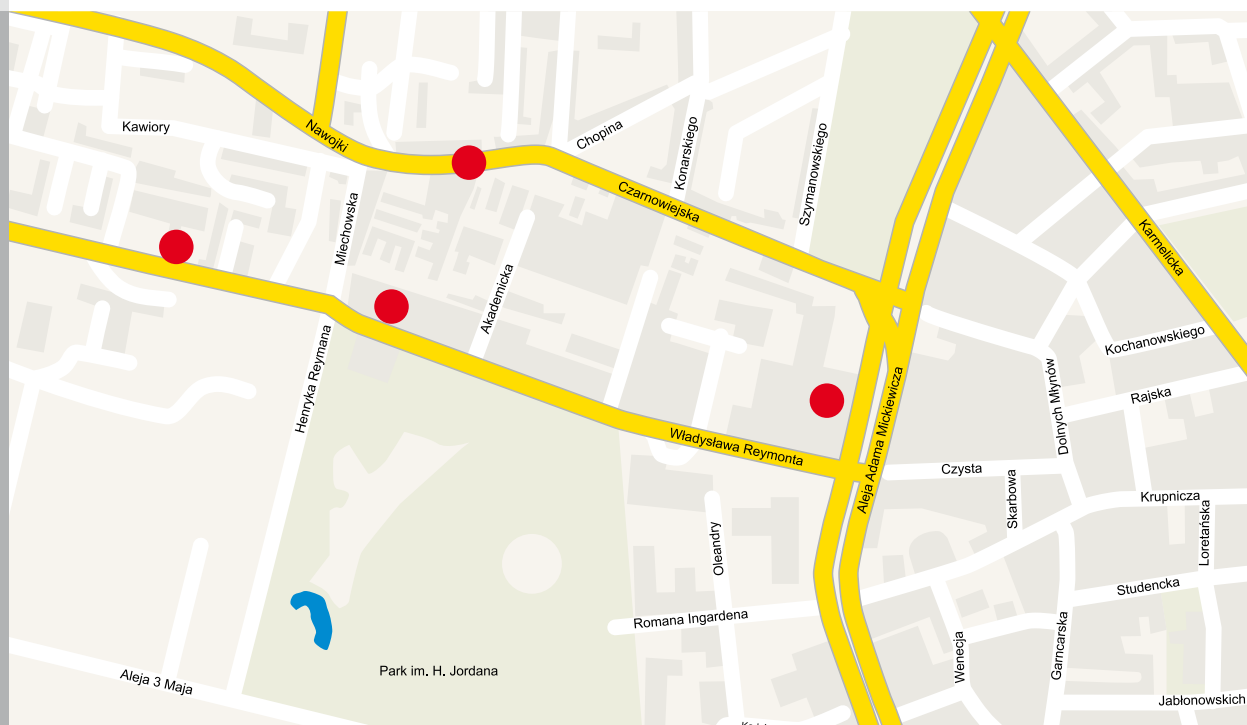 Kawiory
Nawojki
Chopina
Konarskiego
Szymanowskiego
Czarnowiejska
Miechowska
Karmelicka
Akademicka
Henryka Reymana
Kochanowskiego
Dolnych Młynów
Rajska
Aleja Adama Mickiewicza
Władysława Reymonta
Czysta
Skarbowa
Krupnicza
Loretańska
Oleandry
Studencka
Romana Ingardena
Wenecja
Garncarska
Park im. H. Jordana
Aleja 3 Maja
Jabłonowskich